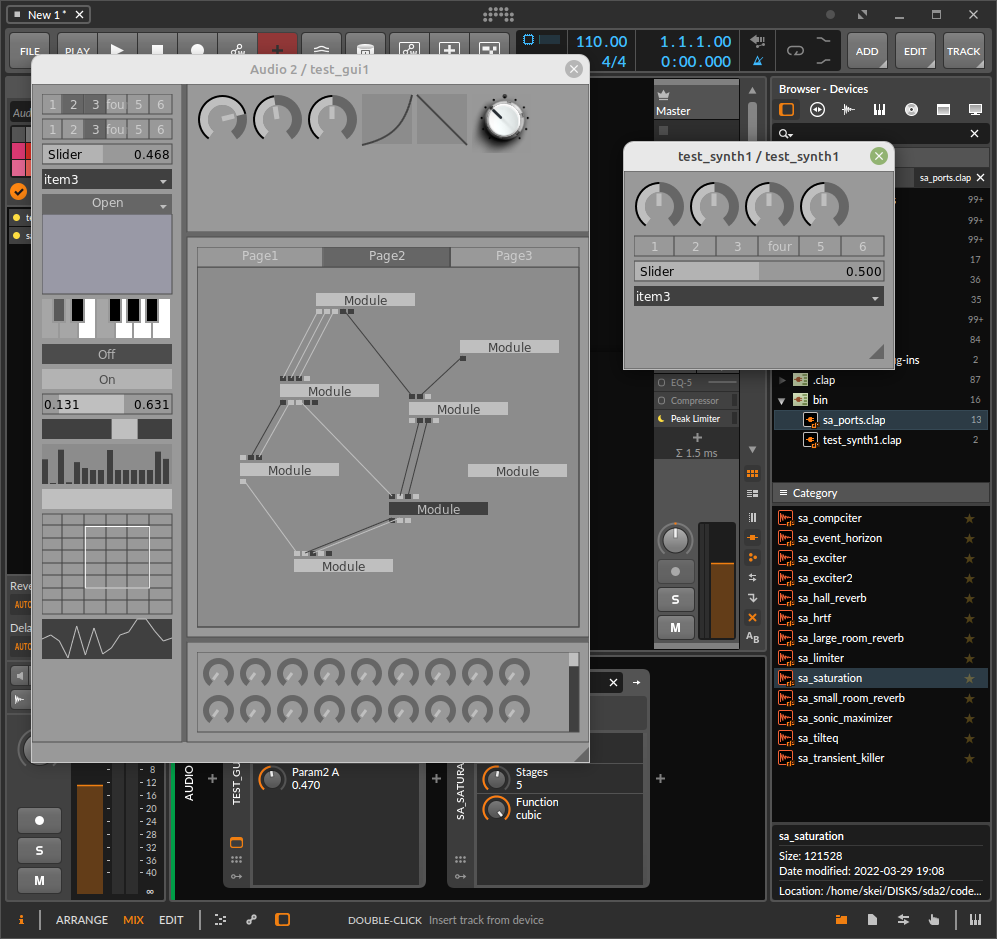 New 1 *
FILE
PLAY
110.00
4/4
1.1.1.00
0:00.000
ADD
EDIT
TRACK
Audio 2 / test_gui1
1 2 3 fou 5 6
1 2 3 fou 5 6
Slider 0.468
item3
Open
Off
On
0.131 0.631
Page1 Page2 Page3
Module
Module
Module
Module
Module
Module
Module
Module
Master
EQ-5
Compressor
Peak Limiter
Σ 1.5 ms
S
M
AB
test_synth1 / test_synth1
1 2 3 four 5 6
Slider 0.500
item3
Browser - Devices
sa_ports.clap
99+
99+
99+
17
36
35
99+
84
ug-ins 2
.clap 87
bin 16
sa_ports.clap 13
test_synth1.clap 2
Category
sa_compciter
sa_event_horizon
sa_exciter
sa_exciter2
sa_hall_reverb
sa_hrtf
sa_large_room_reverb
sa_limiter
sa_saturation
sa_small_room_reverb
sa_sonic_maximizer
sa_tilteq
sa_transient_killer
sa_saturation
Size: 121528
Date modified: 2022-03-29 19:08
Location: /home/skei/DISKS/sda2/code...
Aud
Reve
AUTO
Dela
AUTO
8
12
16
20
24
28
32
36
40
∞
S
M
AUDIO
TEST_GU
Param2 A
0.470
SA_SATURA
Stages
5
Function
cubic
ARRANGE
MIX
EDIT
DOUBLE-CLICK Insert track from device